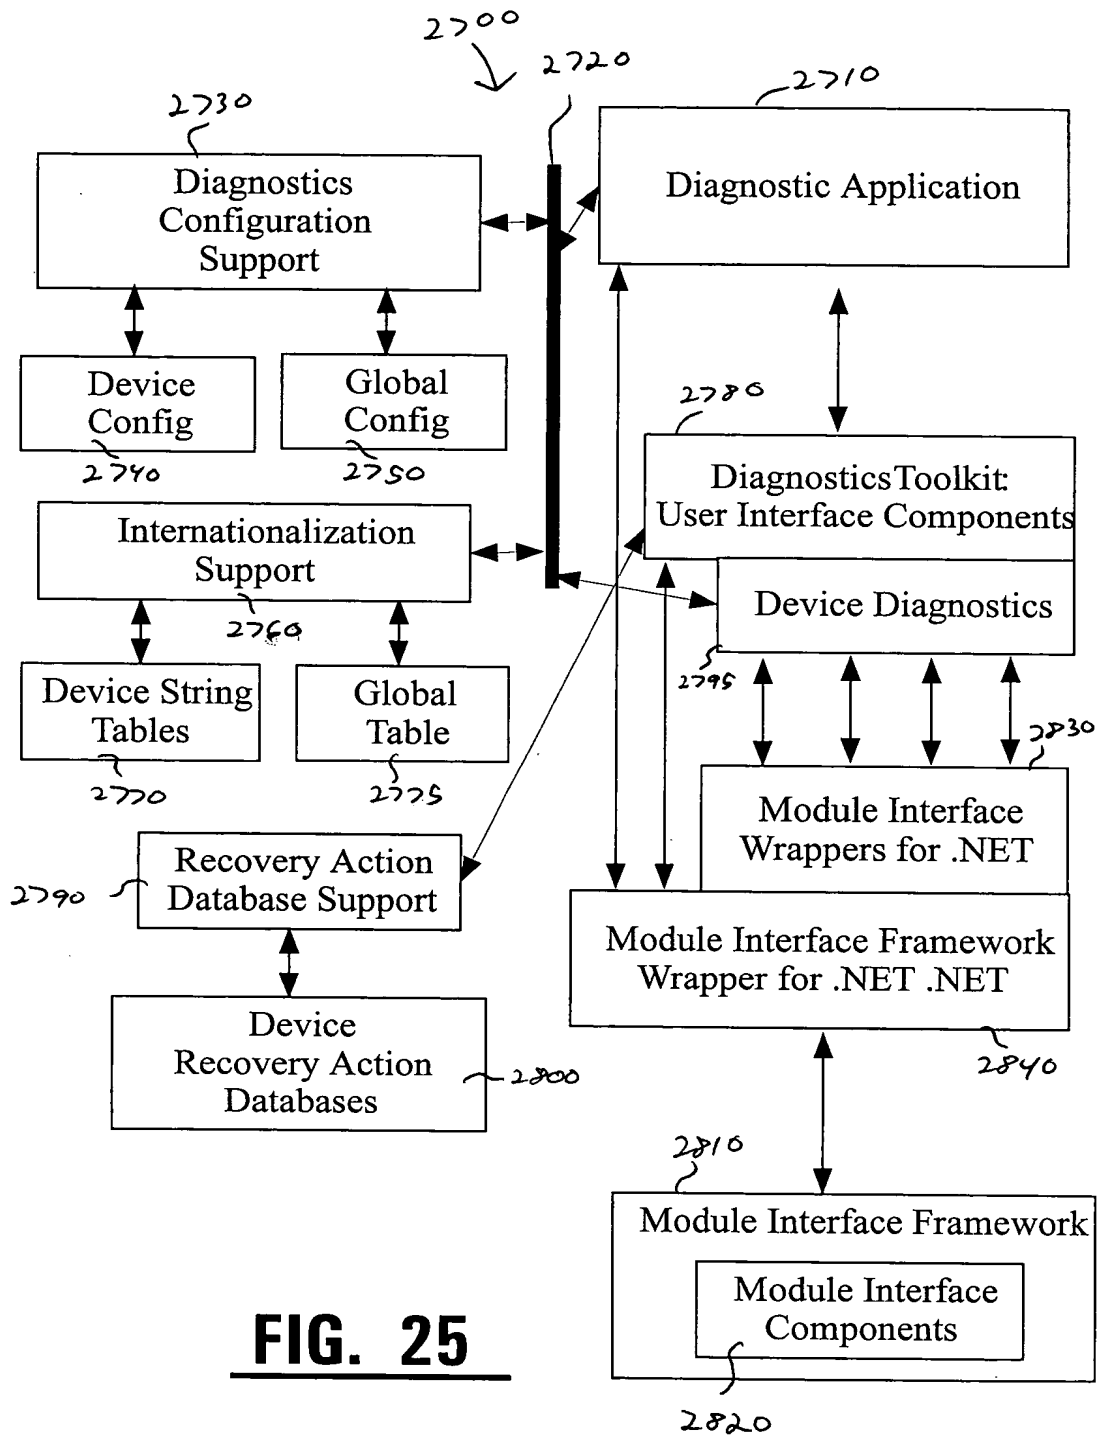 2700
2720
2710
2730
Diagnostics
Configuration
Support
Diagnostic Application
Device
Config
2740
Global
Config
2750
2780
DiagnosticsToolkit:
User Interface Components
Internationalization
Support
2760
Device Diagnostics
2795
Device String
Tables
2770
Global
Table
2775
2830
Module Interface
Wrappers for .NET
2790
Recovery Action
Database Support
Module Interface Framework
Wrapper for .NET .NET
2840
Device
Recovery Action
Databases
2800
2810
Module Interface Framework
Module Interface
Components
2820
FIG. 25